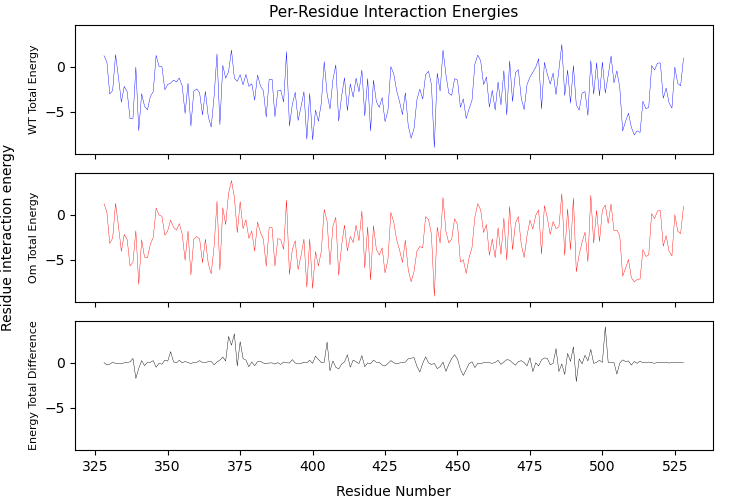 Per-Residue Interaction Energies
Residue interaction energy
WT Total Energy
0
−5
Om Total Energy
0
−5
Energy Total Difference
0
−5
325 350 375 400 425 450 475 500 525
Residue Number